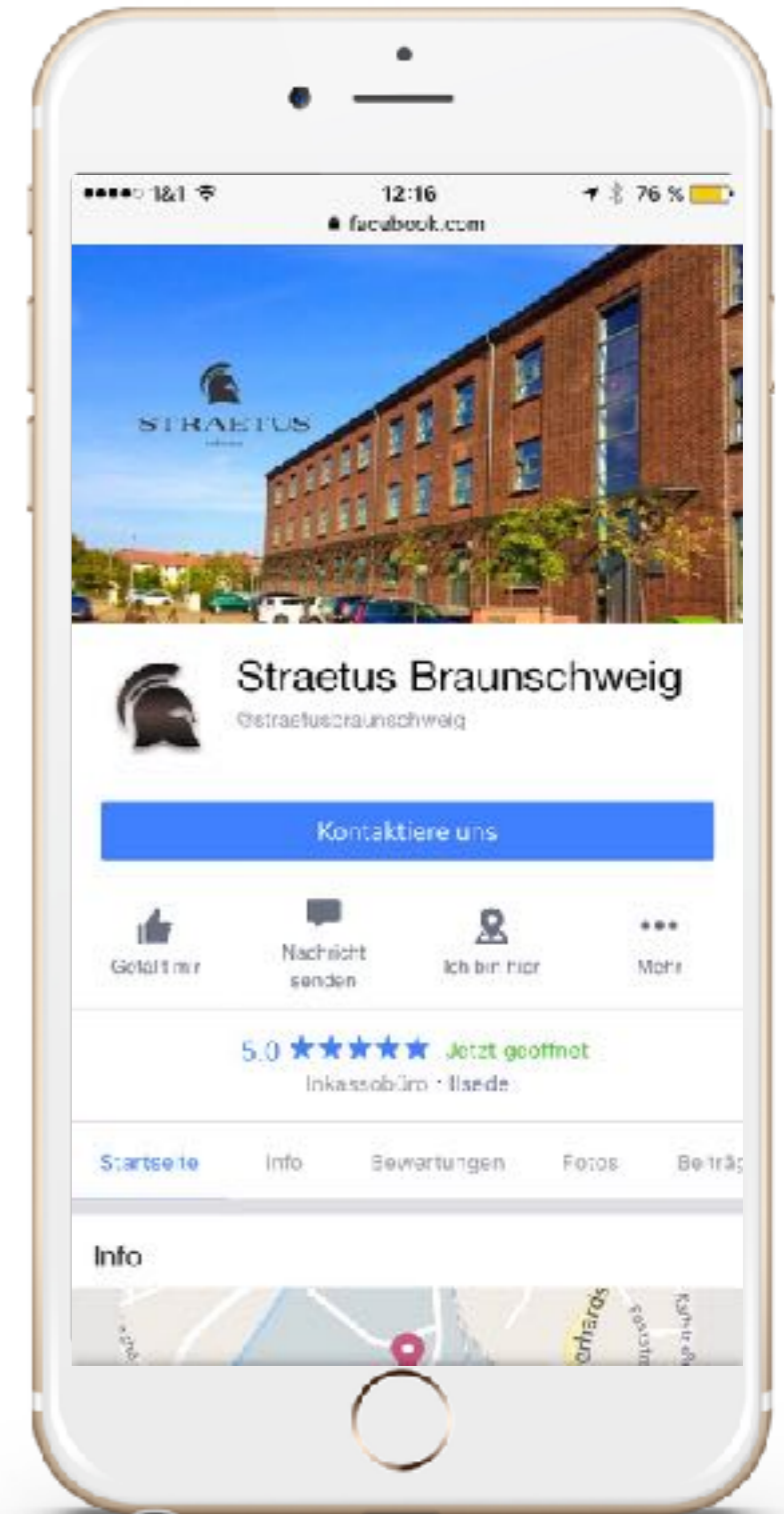 1&1 12:16 76 %
facebook.com
STRAETUS
Straetus Braunschweig
@straetusbraunschweig
Kontaktiere uns
Gefällt mir
Nachricht
senden
Ich bin hier
Mehr
5.0 Jetzt geöffnet
Inkassobüro · Ilsede
Startseite Info Bewertungen Fotos Beiträg
Info